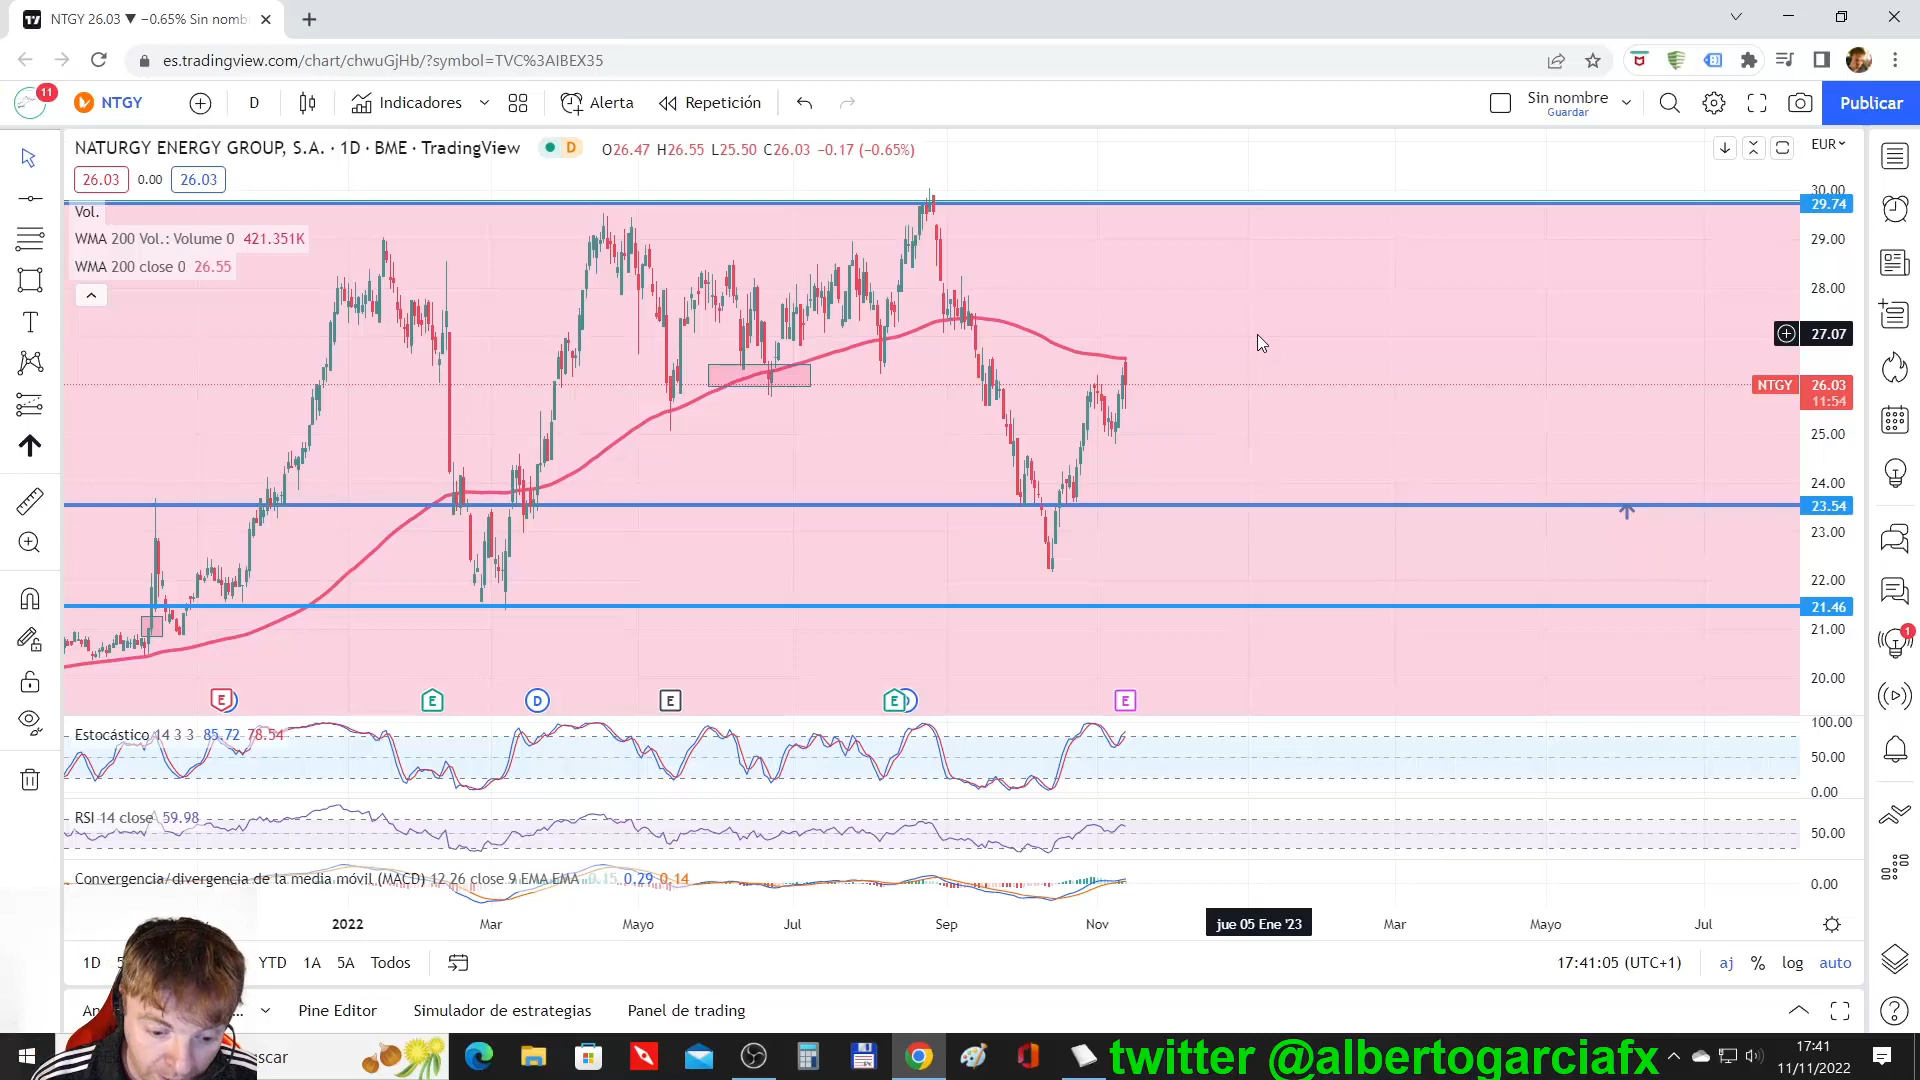 NTGY 26.03 ▼ −0.65% Sin nomb
es.tradingview.com/chart/chwuGjHb/?symbol=TVC%3AIBEX35
11
NTGY
D
Indicadores
Alerta
Repetición
Sin nombre
Guardar
Publicar
NATURGY ENERGY GROUP, S.A. · 1D · BME · TradingView
D
O26.47 H26.55 L25.50 C26.03 −0.17 (−0.65%)
EUR
26.03 0.00 26.03
Vol.
WMA 200 Vol.: Volume 0 421.351K
WMA 200 close 0 26.55
30.00
29.74
29.00
28.00
27.07
NTGY 26.03
11:54
25.00
24.00
23.54
23.00
22.00
21.46
21.00
20.00
E
E
D
E
E
E
Estocástico 14 3 3 85.72 78.54
100.00
50.00
0.00
RSI 14 close 59.98
50.00
Convergencia/divergencia de la media móvil (MACD) 12 26 close 9 EMA EMA 0.15 0.29 0.14
0.00
2022 Mar Mayo Jul Sep Nov jue 05 Ene '23 Mar Mayo Jul
1D YTD 1A 5A Todos
17:41:05 (UTC+1)
aj % log auto
Pine Editor
Simulador de estrategias
Panel de trading
1
twitter @albertogarciafx
17:41
11/11/2022